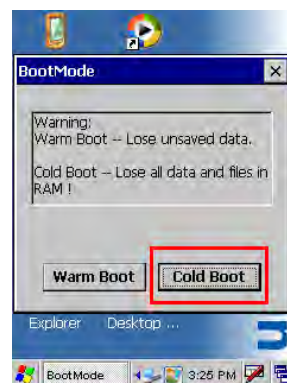 BootMode
Warning:
Warm Boot -- Lose unsaved data.
Cold Boot -- Lose all data and files in
RAM !
Warm Boot Cold Boot
Explorer Desktop ...
BootMode 3:25 PM